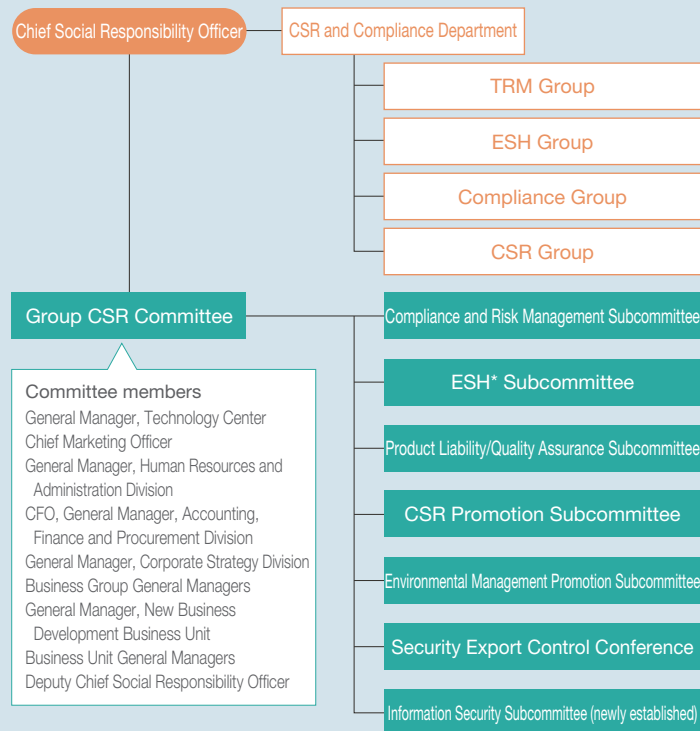 Chief Social Responsibility Officer
CSR and Compliance Department
TRM Group
ESH Group
Compliance Group
CSR Group
Group CSR Committee
Committee members
General Manager, Technology Center
Chief Marketing Officer
General Manager, Human Resources and
Administration Division
CFO, General Manager, Accounting,
Finance and Procurement Division
General Manager, Corporate Strategy Division
Business Group General Managers
General Manager, New Business
Development Business Unit
Business Unit General Managers
Deputy Chief Social Responsibility Officer
Compliance and Risk Management Subcommittee
ESH* Subcommittee
Product Liability/Quality Assurance Subcommittee
CSR Promotion Subcommittee
Environmental Management Promotion Subcommittee
Security Export Control Conference
Information Security Subcommittee (newly established)